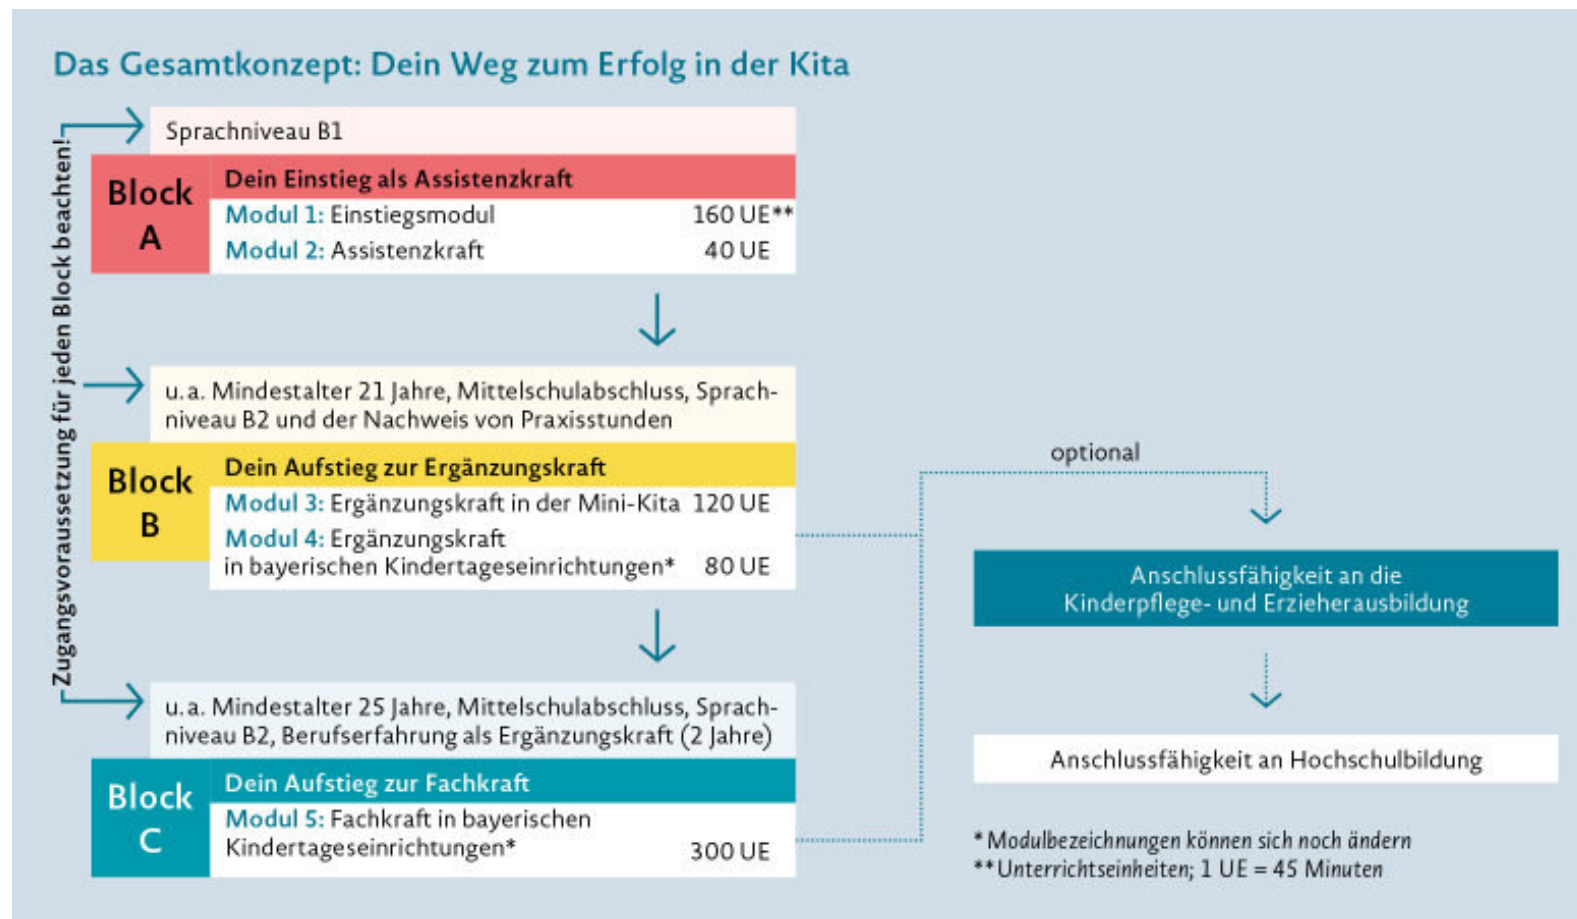 Das Gesamtkonzept: Dein Weg zum Erfolg in der Kita
Zugangsvoraussetzung für jeden Block beachten!
Sprachniveau B1
Block
A
Dein Einstieg als Assistenzkraft
Modul 1: Einstiegsmodul 160 UE**
Modul 2: Assistenzkraft 40 UE
u. a. Mindestalter 21 Jahre, Mittelschulabschluss, Sprach-
niveau B2 und der Nachweis von Praxisstunden
Block
B
Dein Aufstieg zur Ergänzungskraft
Modul 3: Ergänzungskraft in der Mini-Kita 120 UE
Modul 4: Ergänzungskraft
in bayerischen Kindertageseinrichtungen* 80 UE
u. a. Mindestalter 25 Jahre, Mittelschulabschluss, Sprach-
niveau B2, Berufserfahrung als Ergänzungskraft (2 Jahre)
Block
C
Dein Aufstieg zur Fachkraft
Modul 5: Fachkraft in bayerischen
Kindertageseinrichtungen* 300 UE
optional
Anschlussfähigkeit an die
Kinderpflege- und Erzieherausbildung
Anschlussfähigkeit an Hochschulbildung
* Modulbezeichnungen können sich noch ändern
** Unterrichtseinheiten; 1 UE = 45 Minuten